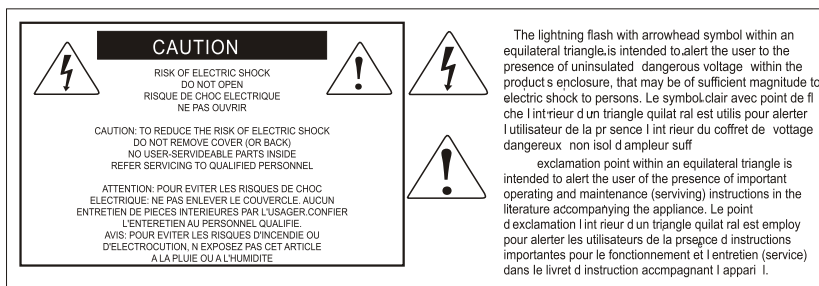 CAUTION
RISK OF ELECTRIC SHOCK
DO NOT OPEN
RISQUE DE CHOC ELECTRIQUE
NE PAS OUVRIR
CAUTION: TO REDUCE THE RISK OF ELECTRIC SHOCK
DO NOT REMOVE COVER (OR BACK)
NO USER-SERVIDEABLE PARTS INSIDE
REFER SERVICING TO QUALIFIED PERSONNEL
ATTENTION: POUR EVITER LES RISQUES DE CHOC
ELECTRIQUE: NE PAS ENLEVER LE COUVERCLE. AUCUN
ENTRETIEN DE PIECES INTERIEURES PAR L'USAGER.CONFIER
L'ENTERETIEN AU PERSONNEL QUALIFIE.
AVIS: POUR EVITER LES RISQUES D'INCENDIE OU
D'ELECTROCUTION, N EXPOSEZ PAS CET ARTICLE
A LA PLUIE OU A L'HUMIDITE
The lightning flash with arrowhead symbol within an
equilateral triangle,is intended to.alert the user to the
presence of uninsulated dangerous voltage within the
product s enclosure, that may be of sufficient magnitude to
electric shock to persons. Le symbol clair avec point de fl
che l int rieur d un triangle quilat ral est utilis pour alerter
l utilisateur de la pr sence l int rieur du coffret de vottage
dangereux non isol d ampleur suff
exclamation point within an equilateral triangle is
intended to alert the user of the presence of important
operating and maintenance (serviving) instructions in the
literature accompanying the appliance. Le point
d exclamation l int rieur d un triangle quilat ral est employ
pour alerter les utilisateurs de la prsence d instructions
importantes pour le fonctionnement et l entretien (service)
dans le livret d instruction accmpagnant l appari l.